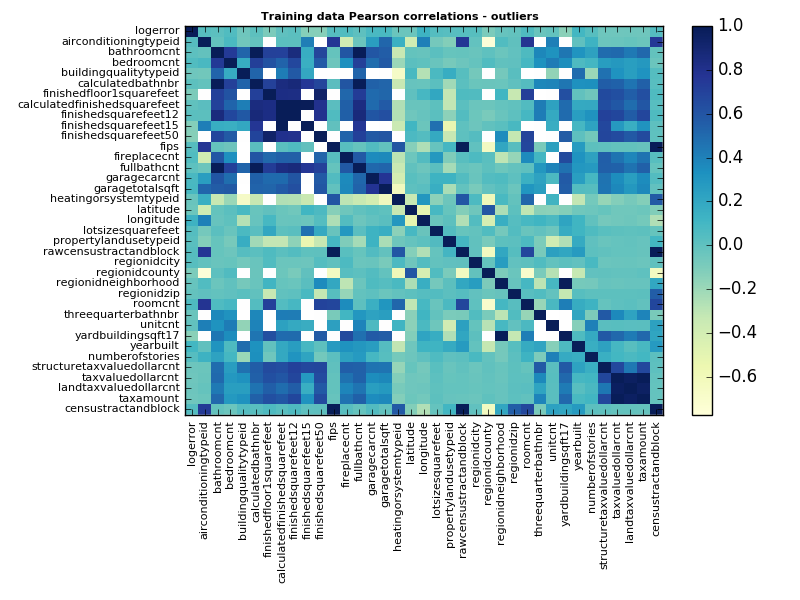 Training data Pearson correlations - outliers
logerror
airconditioningtypeid
bathroomcnt
bedroomcnt
buildingqualitytypeid
calculatedbathnbr
finishedfloor1squarefeet
calculatedfinishedsquarefeet
finishedsquarefeet12
finishedsquarefeet15
finishedsquarefeet50
fips
fireplacecnt
fullbathcnt
garagecarcnt
garagetotalsqft
heatingorsystemtypeid
latitude
longitude
lotsizesquarefeet
propertylandusetypeid
rawcensustractandblock
regionidcity
regionidcounty
regionidneighborhood
regionidzip
roomcnt
threequarterbathnbr
unitcnt
yardbuildingsqft17
yearbuilt
numberofstories
structuretaxvaluedollarcnt
taxvaluedollarcnt
landtaxvaluedollarcnt
taxamount
censustractandblock
logerror
airconditioningtypeid
bathroomcnt
bedroomcnt
buildingqualitytypeid
calculatedbathnbr
finishedfloor1squarefeet
calculatedfinishedsquarefeet
finishedsquarefeet12
finishedsquarefeet15
finishedsquarefeet50
fips
fireplacecnt
fullbathcnt
garagecarcnt
garagetotalsqft
heatingorsystemtypeid
latitude
longitude
lotsizesquarefeet
propertylandusetypeid
rawcensustractandblock
regionidcity
regionidcounty
regionidneighborhood
regionidzip
roomcnt
threequarterbathnbr
unitcnt
yardbuildingsqft17
yearbuilt
numberofstories
structuretaxvaluedollarcnt
taxvaluedollarcnt
landtaxvaluedollarcnt
taxamount
censustractandblock
1.0
0.8
0.6
0.4
0.2
0.0
−0.2
−0.4
−0.6